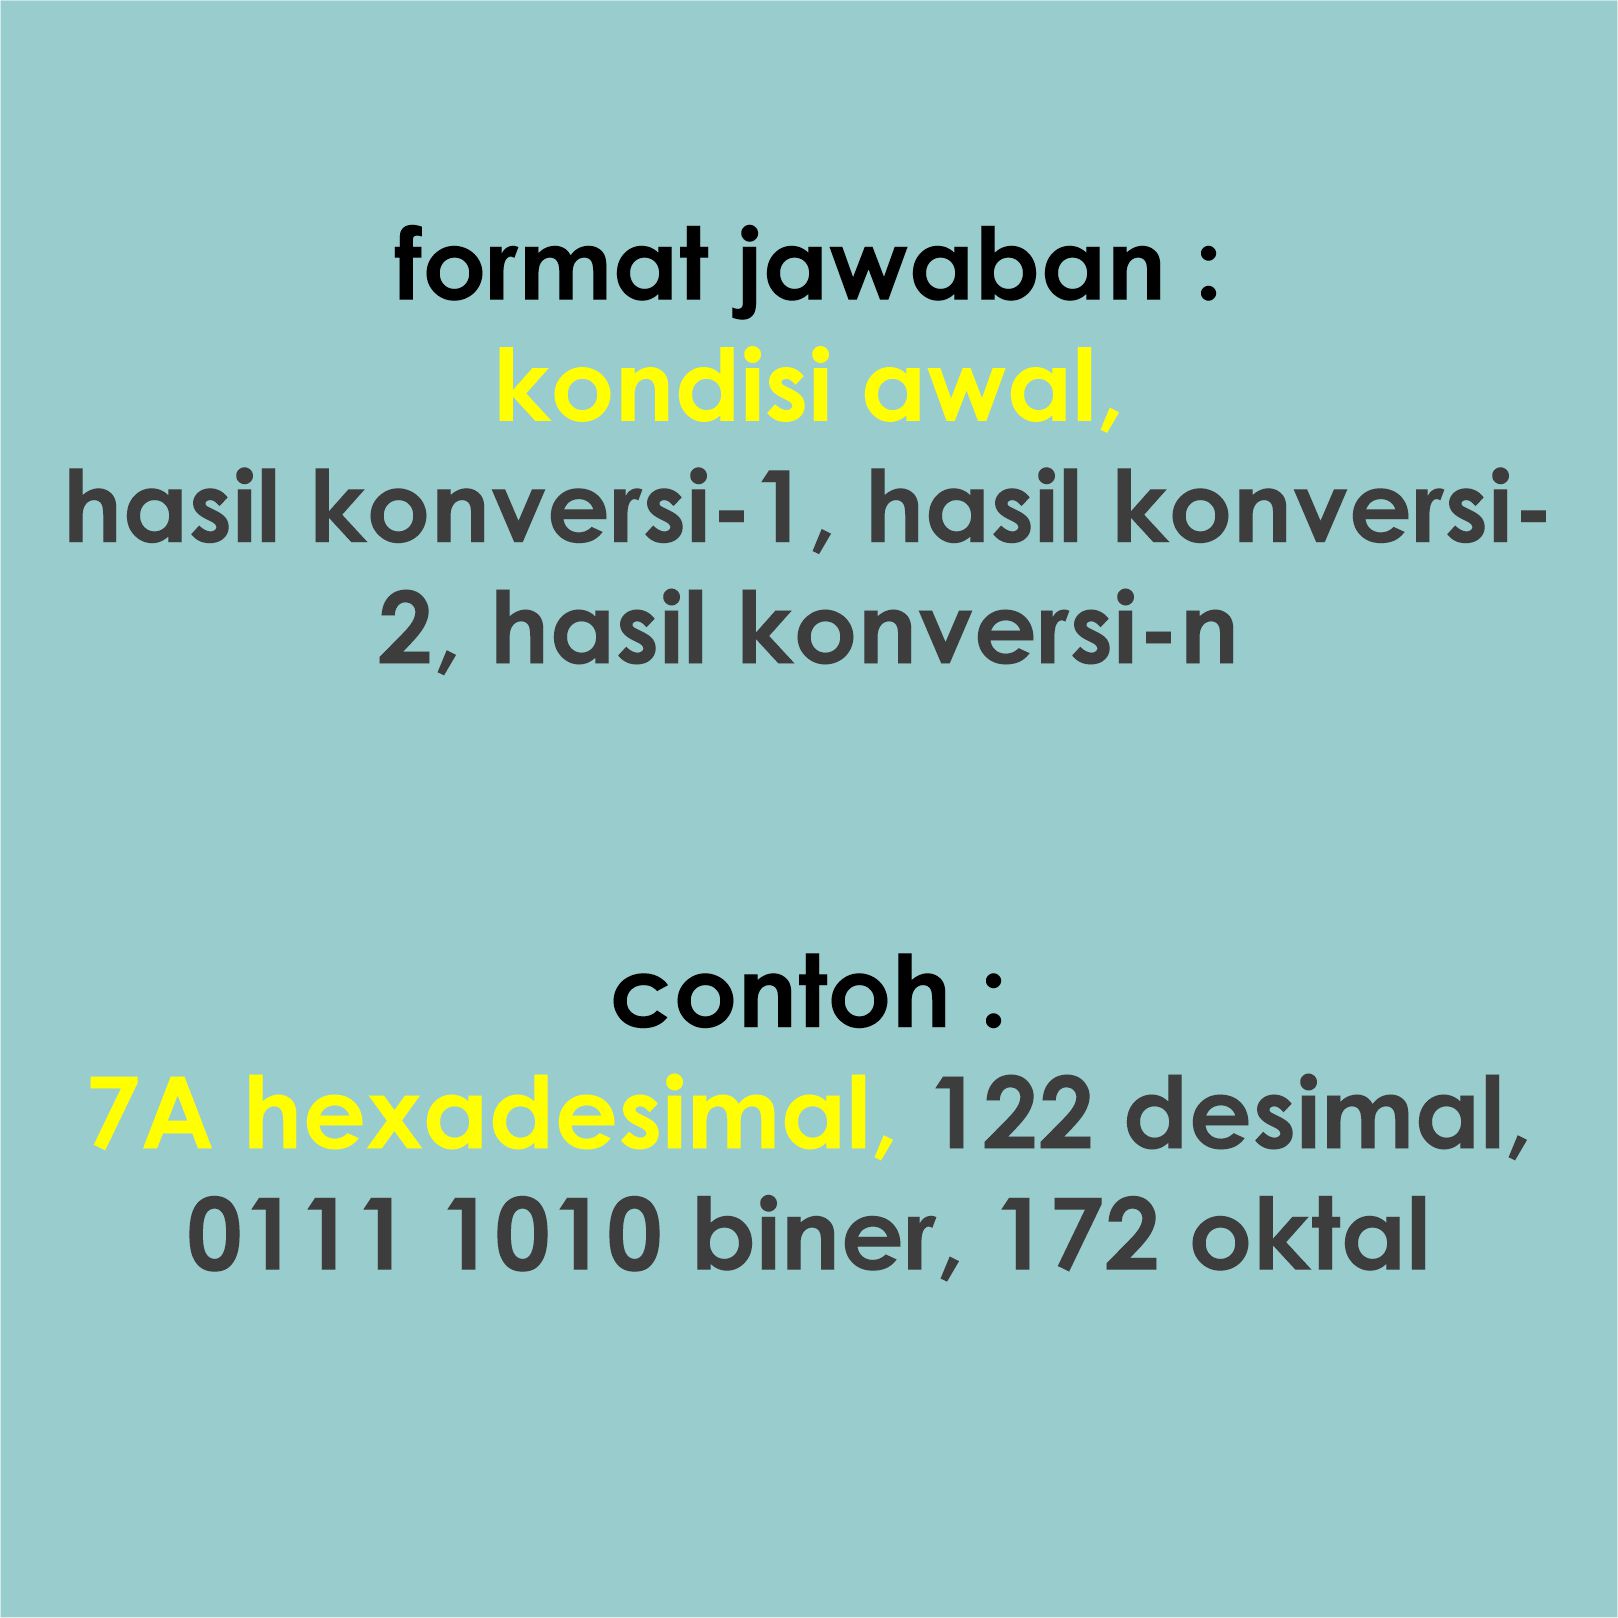 format jawaban :
kondisi awal,
hasil konversi-1, hasil konversi-
2, hasil konversi-n
contoh :
7A hexadesimal, 122 desimal,
0111 1010 biner, 172 oktal